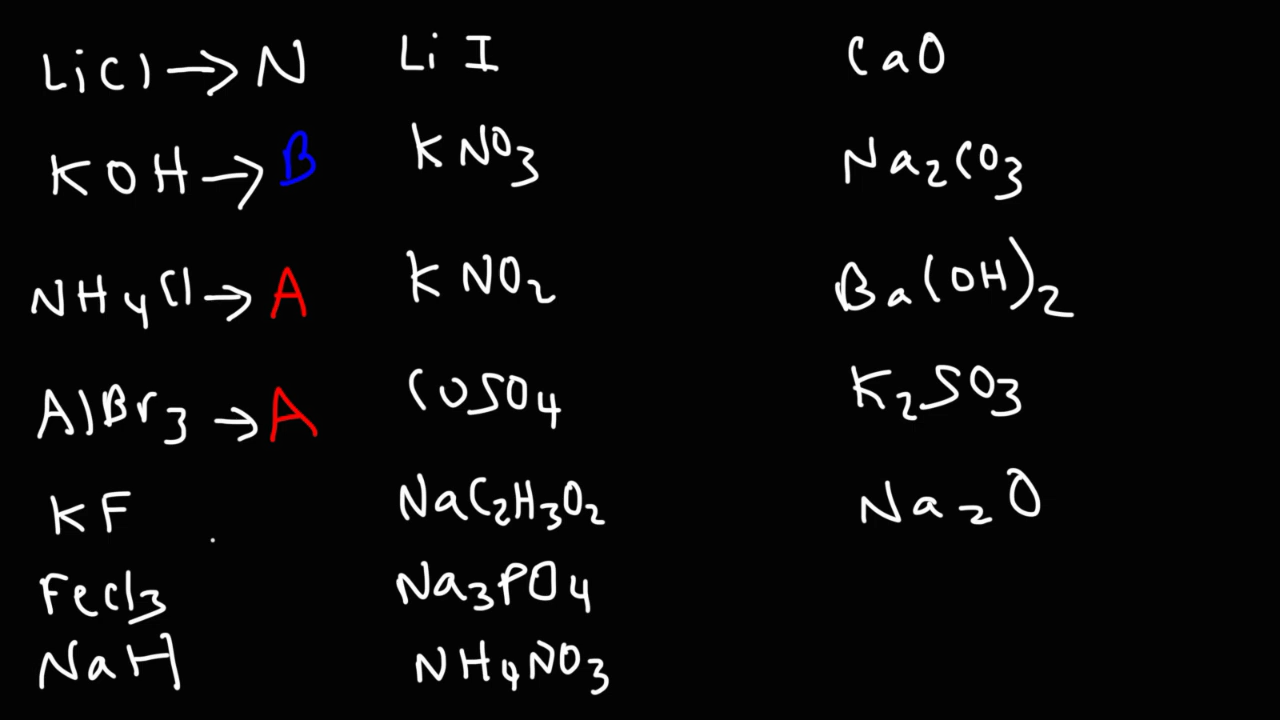 LiCl → N
KOH → B
NH₄Cl → A
AlBr₃ → A
KF
FeCl₃
NaH
LiI
KNO₃
KNO₂
CuSO₄
NaC₂H₃O₂
Na₃PO₄
NH₄NO₃
CaO
Na₂CO₃
Ba(OH)₂
K₂SO₃
Na₂O